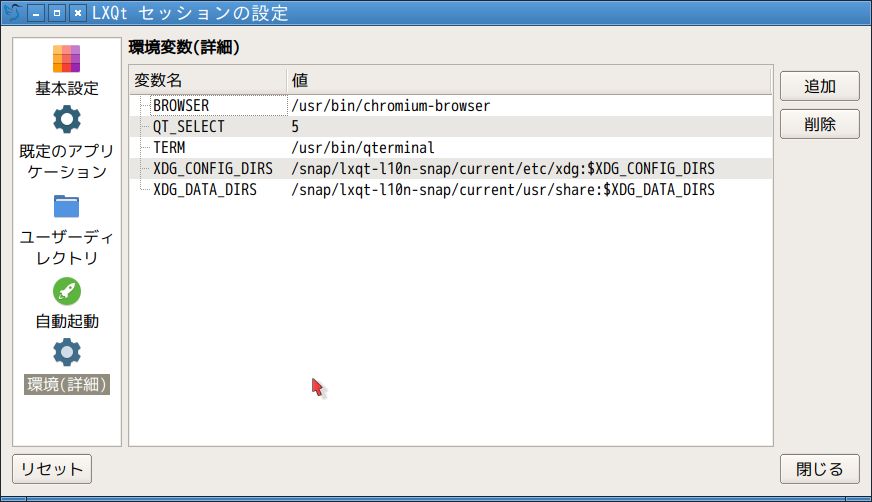 LXQt セッションの設定
基本設定
既定のアプリ
ケーション
ユーザーディ
レクトリ
自動起動
環境(詳細)
環境変数(詳細)
変数名 値
BROWSER /usr/bin/chromium-browser
QT_SELECT 5
TERM /usr/bin/qterminal
XDG_CONFIG_DIRS /snap/lxqt-l10n-snap/current/etc/xdg:$XDG_CONFIG_DIRS
XDG_DATA_DIRS /snap/lxqt-l10n-snap/current/usr/share:$XDG_DATA_DIRS
追加
削除
リセット
閉じる